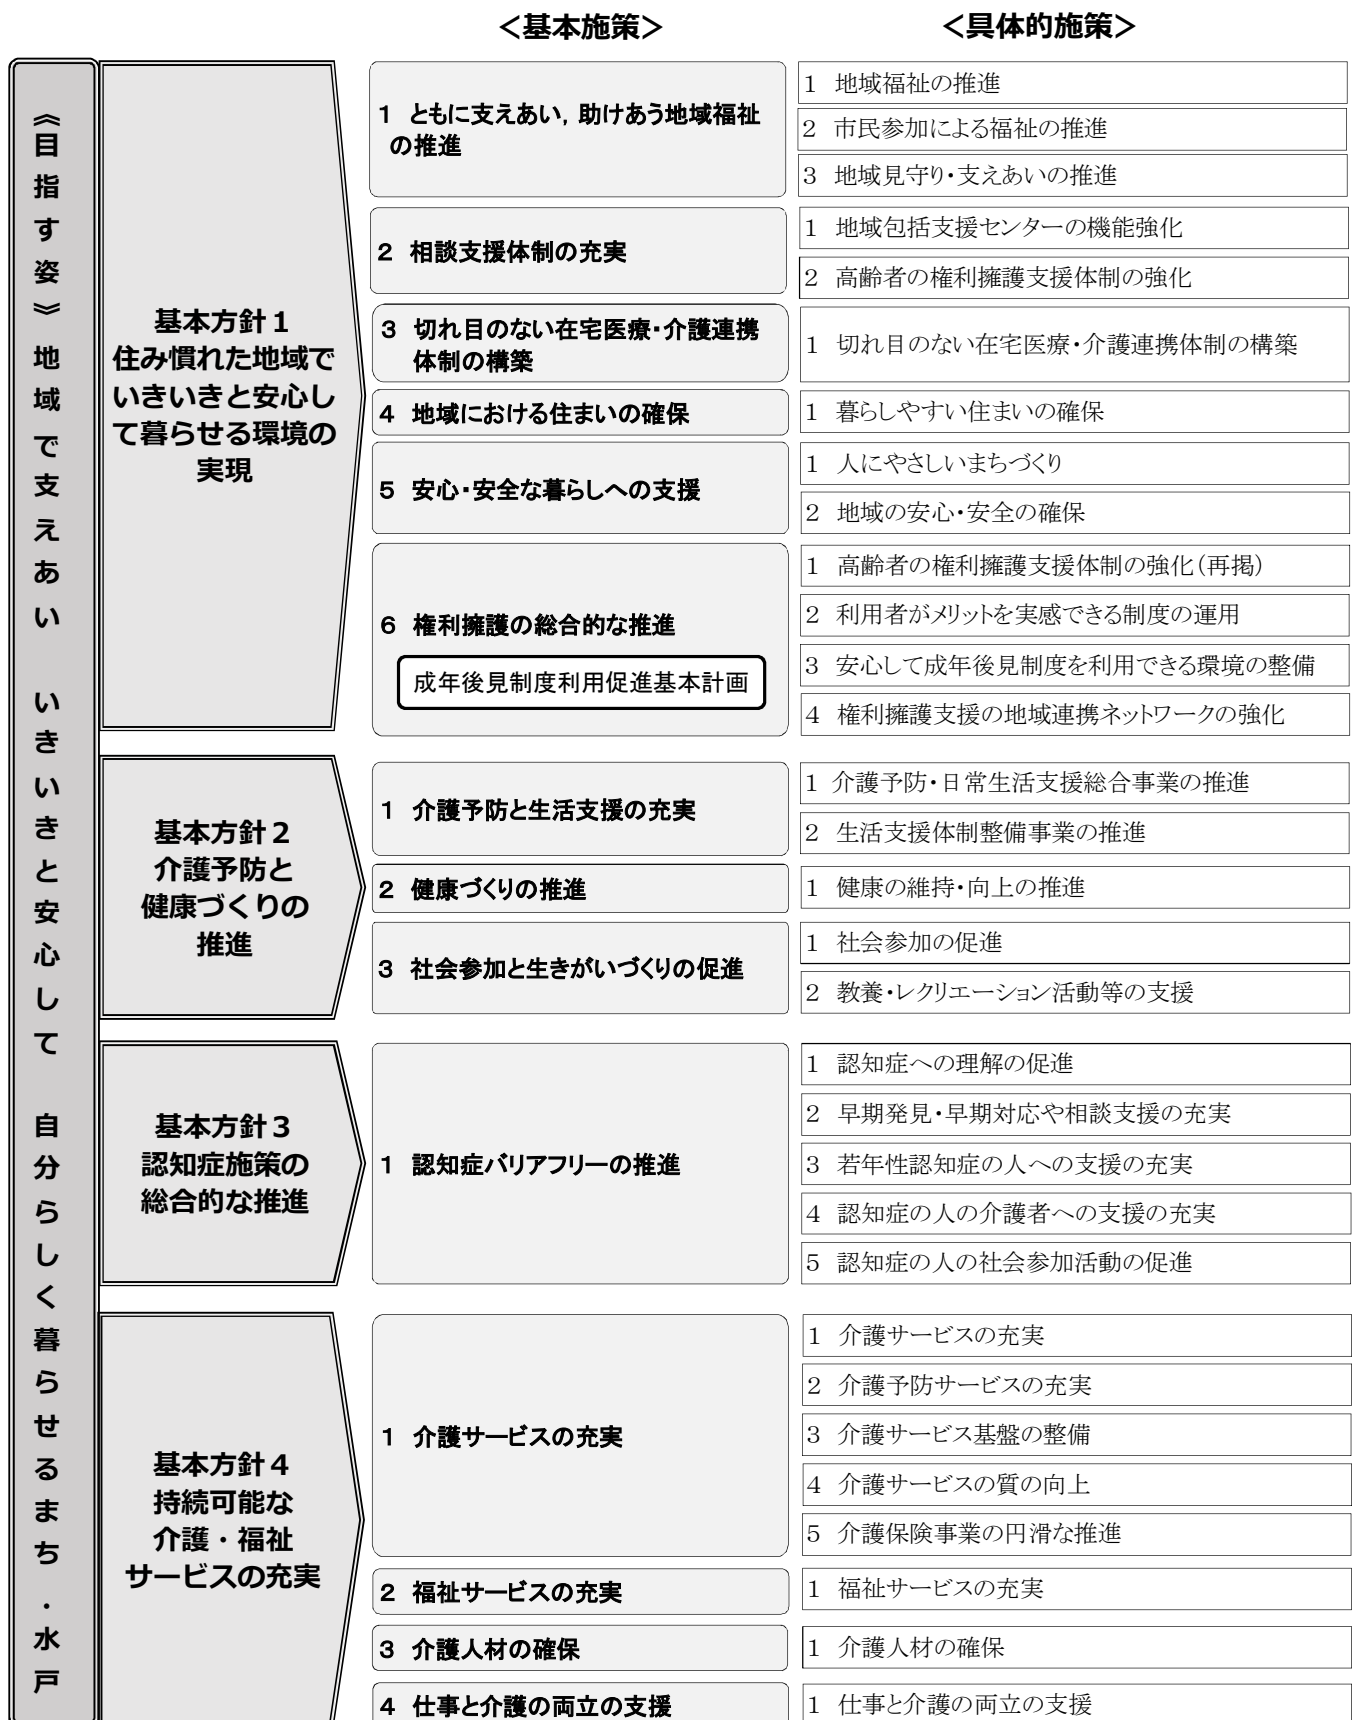 <基本施策>
<具体的施策>
《目指す姿》地域で支えあい　いきいきと安心して　自分らしく暮らせるまち・水戸
基本方針１
住み慣れた地域で
いきいきと安心し
て暮らせる環境の
実現
1 ともに支えあい，助けあう地域福祉
の推進
1 地域福祉の推進
2 市民参加による福祉の推進
3 地域見守り・支えあいの推進
2 相談支援体制の充実
1 地域包括支援センターの機能強化
2 高齢者の権利擁護支援体制の強化
3 切れ目のない在宅医療・介護連携
体制の構築
1 切れ目のない在宅医療・介護連携体制の構築
4 地域における住まいの確保
1 暮らしやすい住まいの確保
5 安心・安全な暮らしへの支援
1 人にやさしいまちづくり
2 地域の安心・安全の確保
6 権利擁護の総合的な推進
成年後見制度利用促進基本計画
1 高齢者の権利擁護支援体制の強化（再掲）
2 利用者がメリットを実感できる制度の運用
3 安心して成年後見制度を利用できる環境の整備
4 権利擁護支援の地域連携ネットワークの強化
基本方針２
介護予防と
健康づくりの
推進
1 介護予防と生活支援の充実
1 介護予防・日常生活支援総合事業の推進
2 生活支援体制整備事業の推進
2 健康づくりの推進
1 健康の維持・向上の推進
3 社会参加と生きがいづくりの促進
1 社会参加の促進
2 教養・レクリエーション活動等の支援
基本方針３
認知症施策の
総合的な推進
1 認知症バリアフリーの推進
1 認知症への理解の促進
2 早期発見・早期対応や相談支援の充実
3 若年性認知症の人への支援の充実
4 認知症の人の介護者への支援の充実
5 認知症の人の社会参加活動の促進
基本方針４
持続可能な
介護・福祉
サービスの充実
1 介護サービスの充実
1 介護サービスの充実
2 介護予防サービスの充実
3 介護サービス基盤の整備
4 介護サービスの質の向上
5 介護保険事業の円滑な推進
2 福祉サービスの充実
1 福祉サービスの充実
3 介護人材の確保
1 介護人材の確保
4 仕事と介護の両立の支援
1 仕事と介護の両立の支援